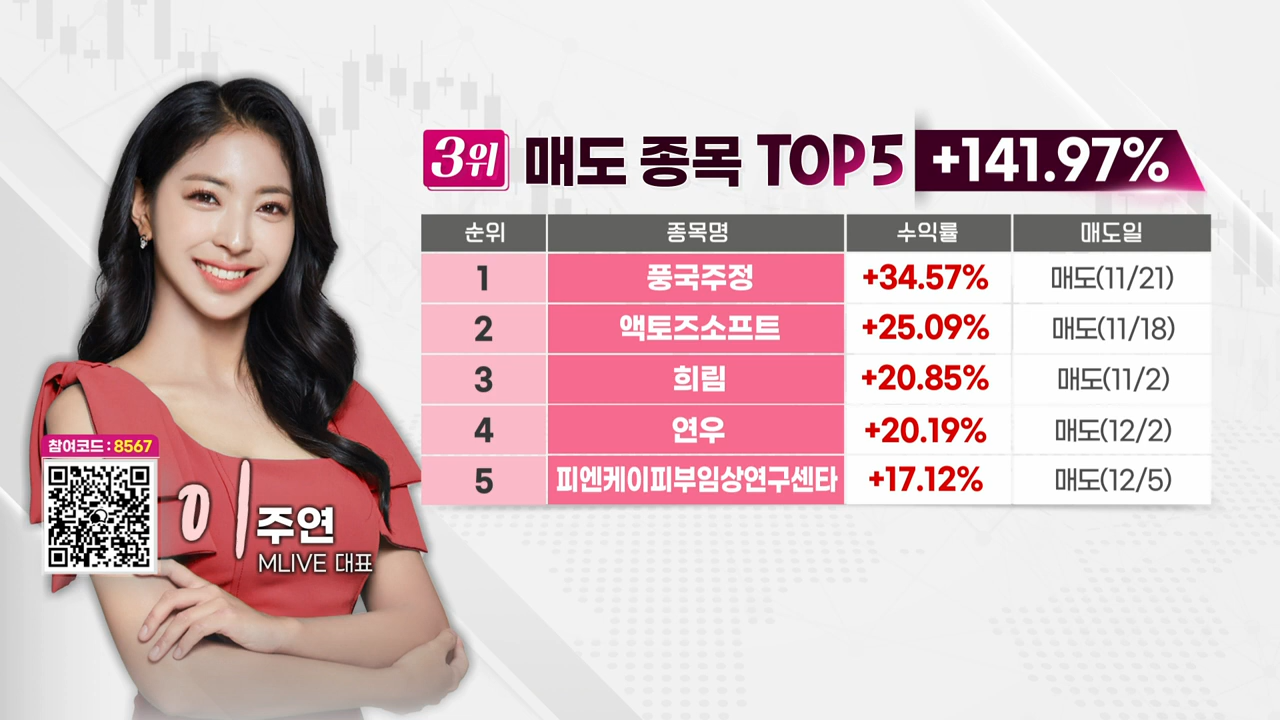 3위 매도 종목 TOP5 +141.97%
순위 종목명 수익률 매도일
1 풍국주정 +34.57% 매도(11/21)
2 액토즈소프트 +25.09% 매도(11/18)
3 희림 +20.85% 매도(11/2)
4 연우 +20.19% 매도(12/2)
5 피엔케이피부임상연구센타 +17.12% 매도(12/5)
참여코드 : 8567
이주연
MLIVE 대표